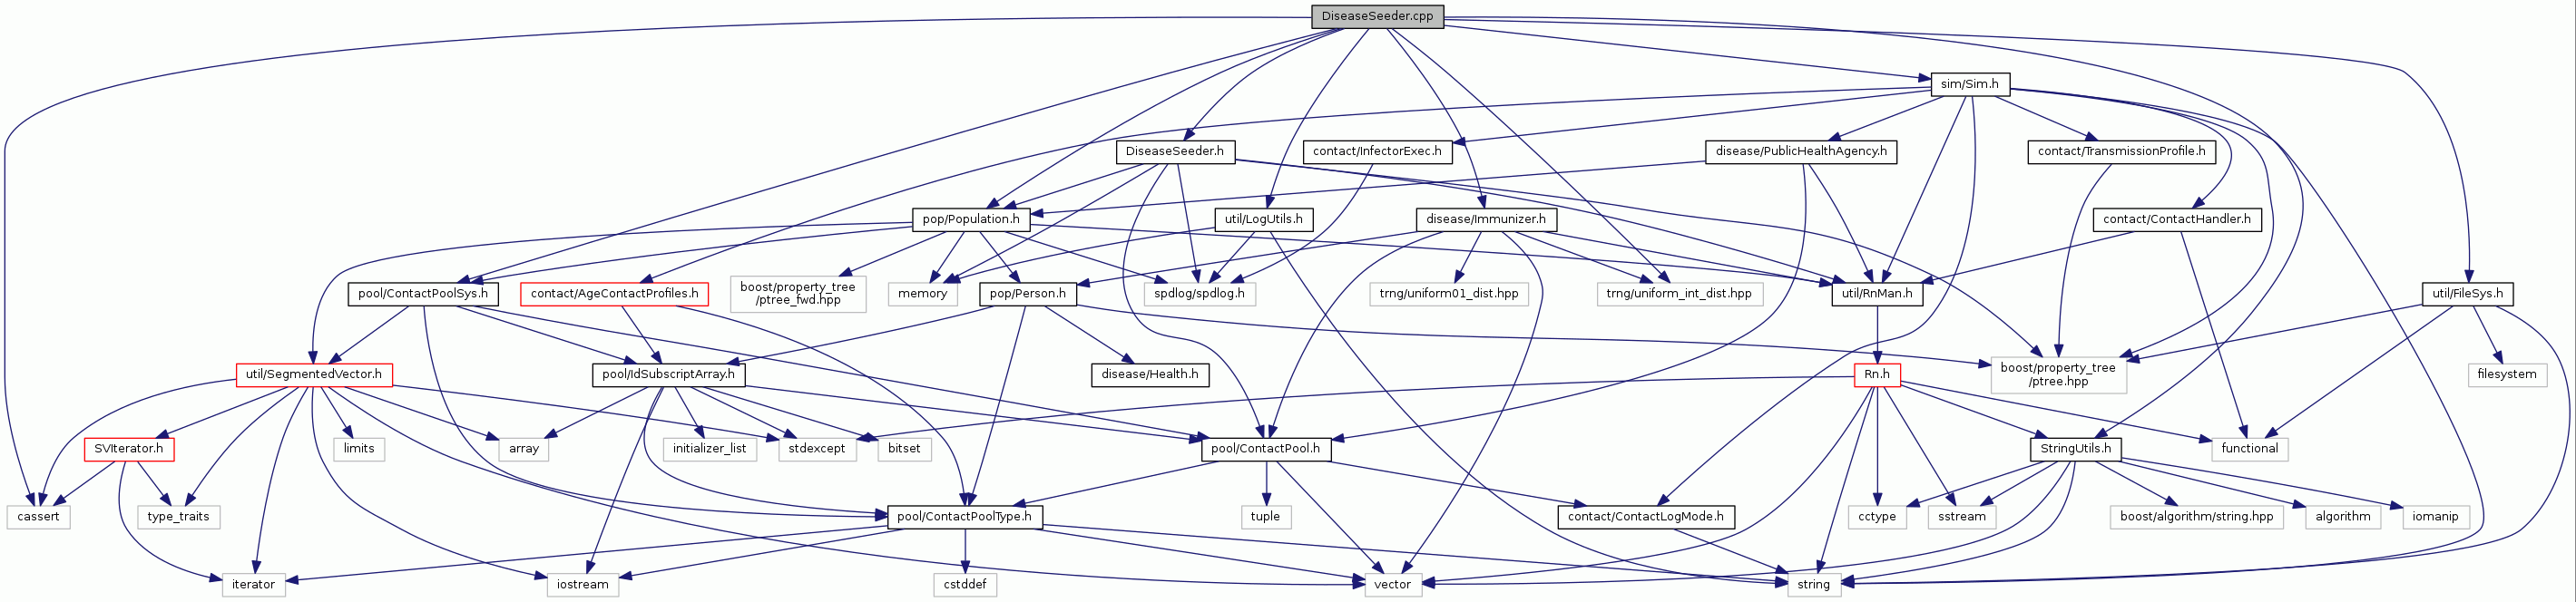 DiseaseSeeder.cpp
sim/Sim.h
DiseaseSeeder.h
contact/InfectorExec.h
disease/PublicHealthAgency.h
contact/TransmissionProfile.h
pop/Population.h
util/LogUtils.h
disease/Immunizer.h
contact/ContactHandler.h
pool/ContactPoolSys.h
contact/AgeContactProfiles.h
boost/property_tree
/ptree_fwd.hpp
memory
pop/Person.h
spdlog/spdlog.h
trng/uniform01_dist.hpp
trng/uniform_int_dist.hpp
util/RnMan.h
util/FileSys.h
util/SegmentedVector.h
pool/IdSubscriptArray.h
disease/Health.h
Rn.h
boost/property_tree
/ptree.hpp
filesystem
SVIterator.h
limits
array
initializer_list
stdexcept
bitset
pool/ContactPool.h
StringUtils.h
functional
cassert
type_traits
pool/ContactPoolType.h
tuple
contact/ContactLogMode.h
cctype
sstream
boost/algorithm/string.hpp
algorithm
iomanip
iterator
iostream
cstddef
vector
string